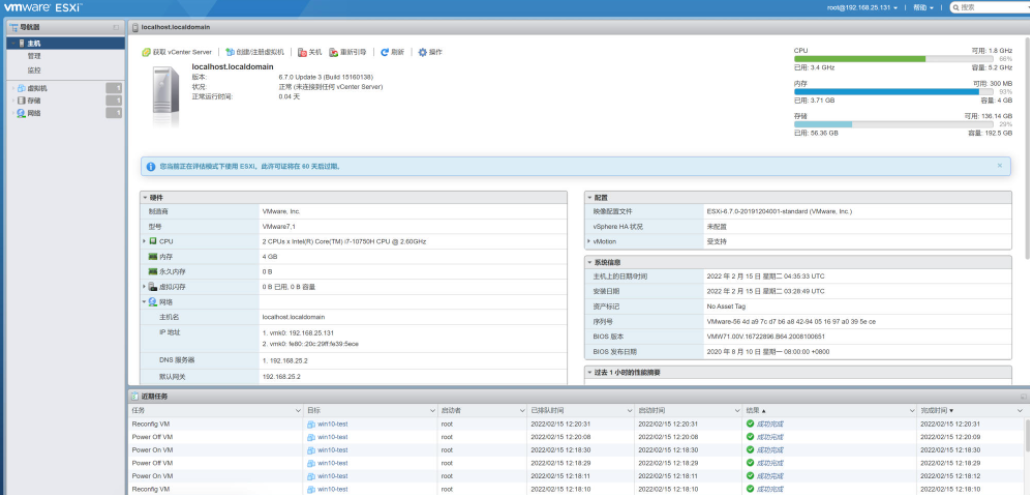 vmware ESXi
root@192.168.25.131 | 帮助 | 搜索
导航器
主机
管理
监控
虚拟机 1
存储 1
网络 1
localhost.localdomain
获取 vCenter Server | 创建/注册虚拟机 | 关机 重新引导 | 刷新 | 操作
localhost.localdomain
版本: 6.7.0 Update 3 (Build 15160138)
状况: 正常 (未连接到任何 vCenter Server)
正常运行时间: 0.04 天
CPU 可用: 1.8 GHz
66%
已用: 3.4 GHz 容量: 5.2 GHz
内存 可用: 300 MB
93%
已用: 3.71 GB 容量: 4 GB
存储 可用: 136.14 GB
29%
已用: 56.36 GB 容量: 192.5 GB
您当前正在评估模式下使用 ESXi。此许可证将在 60 天后过期。
硬件
制造商 VMware, Inc.
型号 VMware7,1
CPU 2 CPUs x Intel(R) Core(TM) i7-10750H CPU @ 2.60GHz
内存 4 GB
永久内存 0 B
虚拟闪存 0 B 已用, 0 B 容量
网络
主机名 localhost.localdomain
IP 地址 1. vmk0: 192.168.25.131
2. vmk0: fe80::20c:29ff:fe39:5ece
DNS 服务器 1. 192.168.25.2
默认网关 192.168.25.2
配置
映像配置文件 ESXi-6.7.0-20191204001-standard (VMware, Inc.)
vSphere HA 状况 未配置
vMotion 受支持
系统信息
主机上的日期/时间 2022 年 2 月 15 日 星期二 04:35:33 UTC
安装日期 2022 年 2 月 15 日 星期二 03:28:49 UTC
资产标记 No Asset Tag
序列号 VMware-56 4d a9 7c d7 b6 a8 42-94 05 16 97 a0 39 5e ce
BIOS 版本 VMW71.00V.16722896.B64.2008100651
BIOS 发布日期 2020 年 8 月 10 日 星期一 08:00:00 +0800
过去 1 小时的性能摘要
近期任务
任务 目标 启动者 已排队时间 启动时间 结果 完成时间
Reconfig VM win10-test root 2022/02/15 12:20:31 2022/02/15 12:20:31 成功完成 2022/02/15 12:20:31
Power Off VM win10-test root 2022/02/15 12:20:08 2022/02/15 12:20:08 成功完成 2022/02/15 12:20:09
Power On VM win10-test root 2022/02/15 12:18:30 2022/02/15 12:18:30 成功完成 2022/02/15 12:18:30
Power Off VM win10-test root 2022/02/15 12:18:29 2022/02/15 12:18:29 成功完成 2022/02/15 12:18:29
Power On VM win10-test root 2022/02/15 12:18:11 2022/02/15 12:18:11 成功完成 2022/02/15 12:18:12
Reconfig VM win10-test root 2022/02/15 12:18:10 2022/02/15 12:18:10 成功完成 2022/02/15 12:18:10